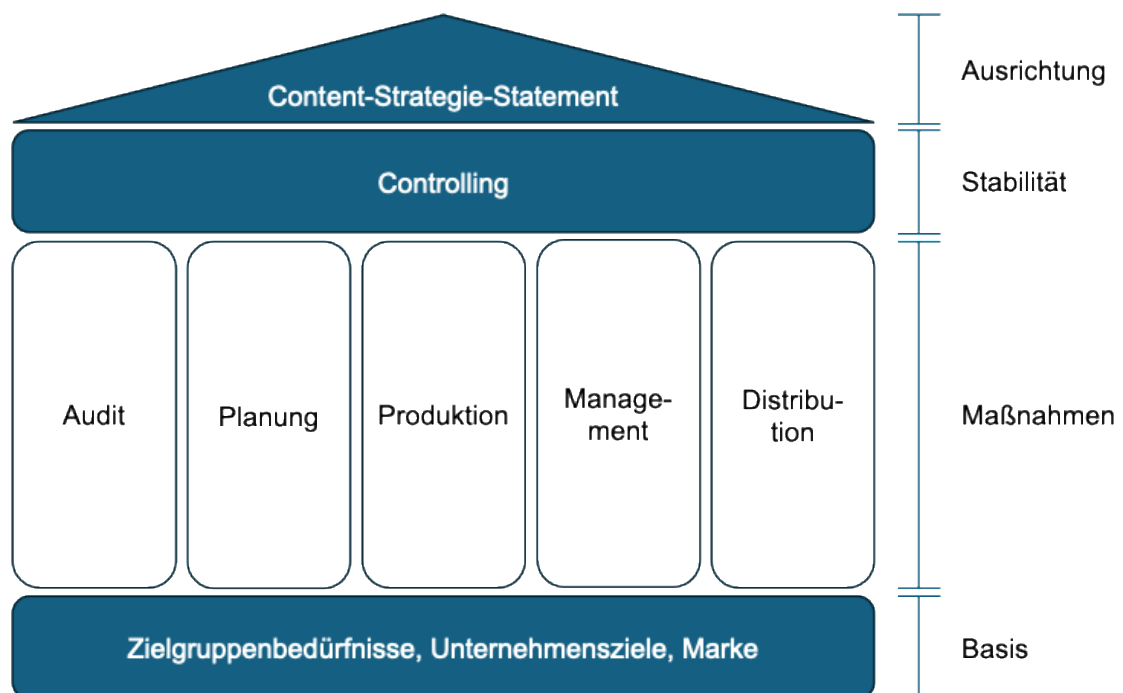 Content-Strategie-Statement
Ausrichtung
Controlling
Stabilität
Audit
Planung
Produktion
Manage-
ment
Distribu-
tion
Maßnahmen
Zielgruppenbedürfnisse, Unternehmensziele, Marke
Basis